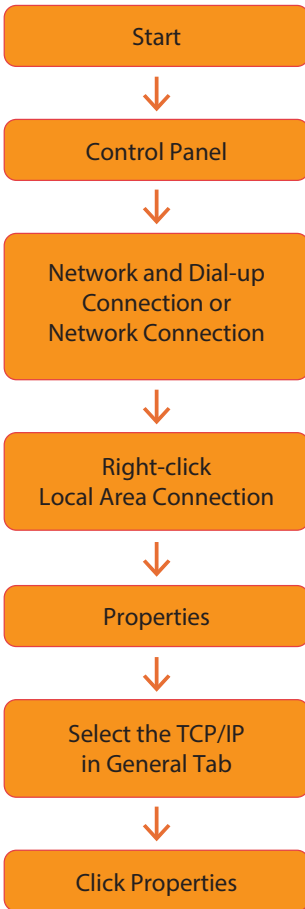 Start
Control Panel
Network and Dial-up
Connection or
Network Connection
Right-click
Local Area Connection
Properties
Select the TCP/IP
in General Tab
Click Properties